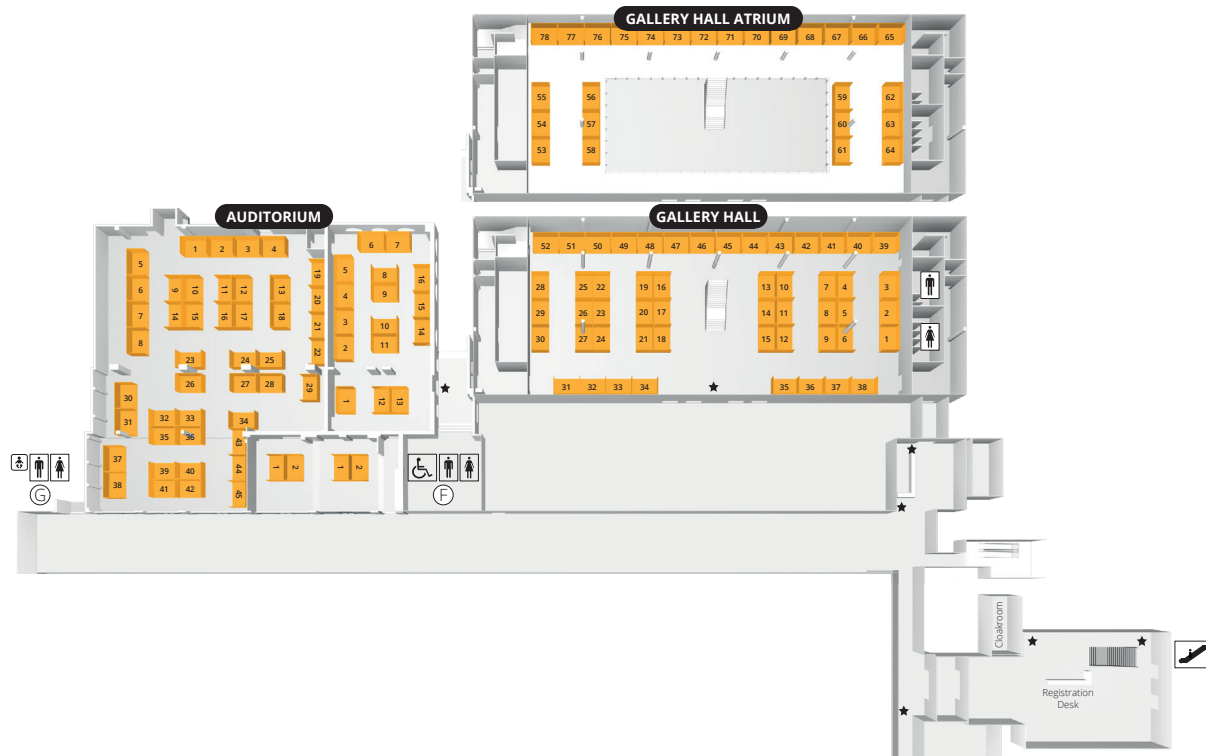 GALLERY HALL ATRIUM
78 77 76 75 74 73 72 71 70 69 68 67 66 65
55 56 59 62
54 57 60 63
53 58 61 64
GALLERY HALL
52 51 50 49 48 47 46 45 44 43 42 41 40 39
28 25 22 19 16 13 10 7 4 3
29 26 23 20 17 14 11 8 5 2
30 27 24 21 18 15 12 9 6 1
31 32 33 34 35 36 37 38
AUDITORIUM
1 2 3 4
5
6
7
8
9 10 11 12 13
14 15 16 17 18
19
20
21
22
23 24 25
26 27 28 29
30
31
32 33 34
35 36
37
38
39 40
41 42
43
44
45
6 7
5 8 16
4 9 15
3 10 14
2 11
1 12 13
1 2
1 2
G
F
Cloakroom
Registration
Desk